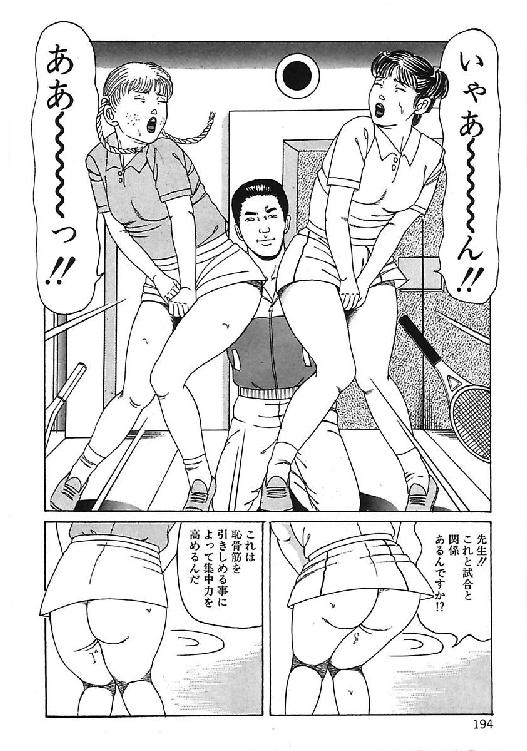 いやあ～～～～ん!!
ああ～～～～～っ!!
先生!!
これと試合と
関係
あるんですか!?
これは
恥骨筋を
引きしめる事に
よって集中力を
高めるんだ
194